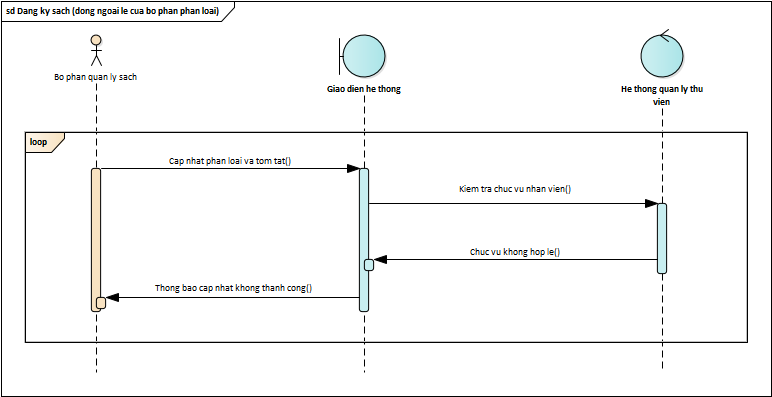 sd Dang ky sach (dong ngoai le cua bo phan phan loai)
Bo phan quan ly sach
Giao dien he thong
He thong quan ly thu
vien
loop
Cap nhat phan loai va tom tat()
Kiem tra chuc vu nhan vien()
Chuc vu khong hop le()
Thong bao cap nhat khong thanh cong()